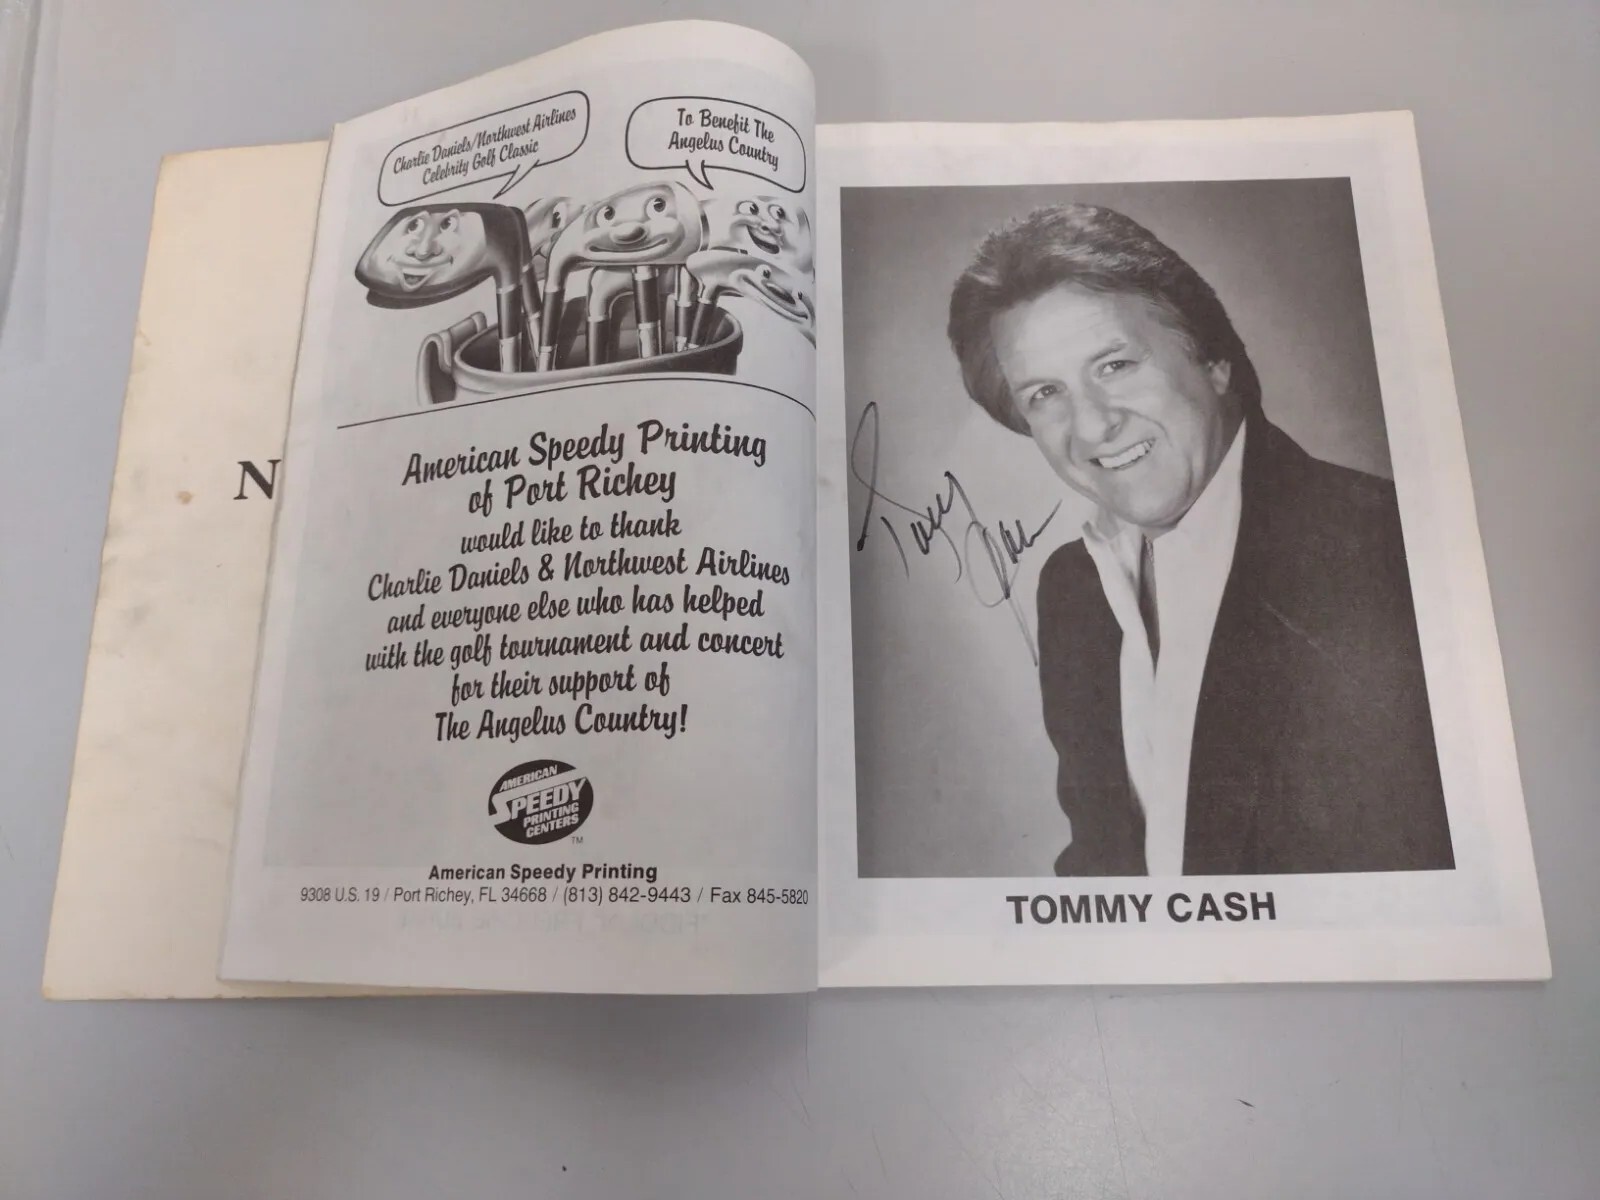 N
Charlie Daniels/Northwest Airlines
Celebrity Golf Classic
To Benefit The
Angelus Country
American Speedy Printing
of Port Richey
would like to thank
Charlie Daniels & Northwest Airlines
and everyone else who has helped
with the golf tournament and concert
for their support of
The Angelus Country!
AMERICAN
SPEEDY
PRINTING
CENTERS
TM
American Speedy Printing
9308 U.S. 19 / Port Richey, FL 34668 / (813) 842-9443 / Fax 845-5820
Tommy Cash
TOMMY CASH